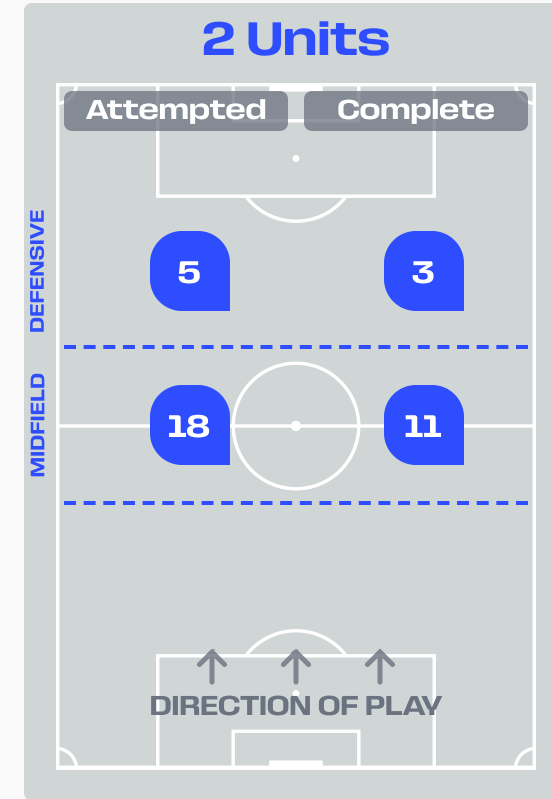 2 Units
Attempted Complete
DEFENSIVE
5 3
MIDFIELD
18 11
DIRECTION OF PLAY